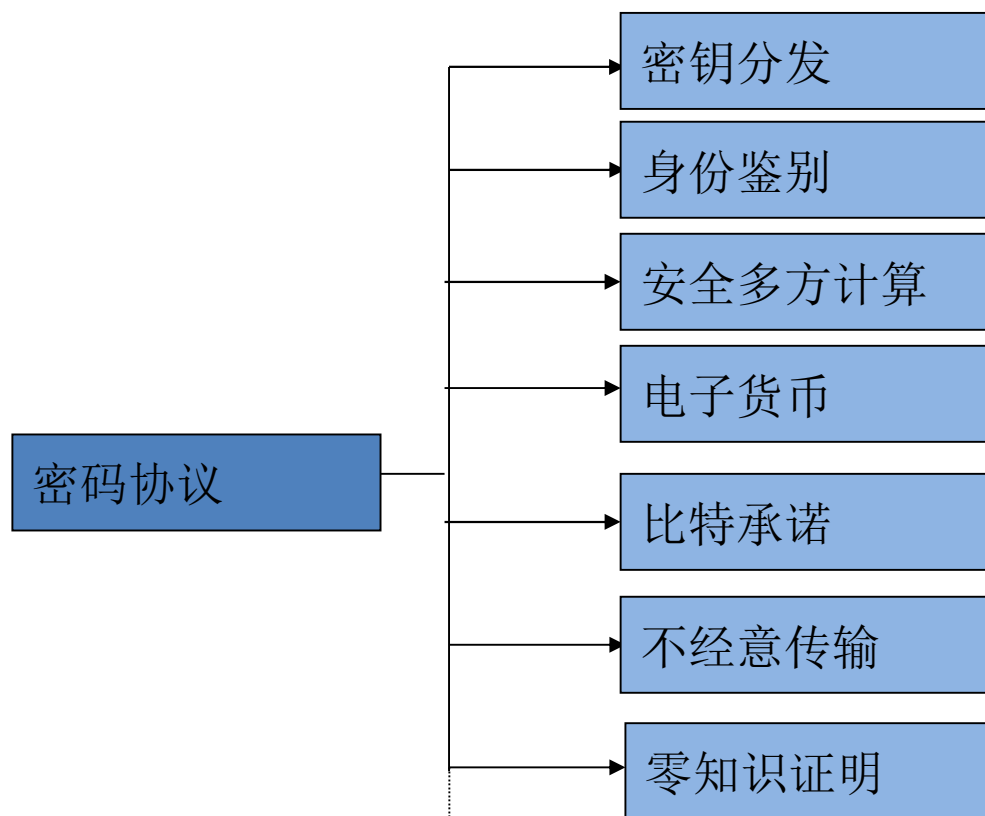 密钥分发
身份鉴别
安全多方计算
电子货币
密码协议
比特承诺
不经意传输
零知识证明